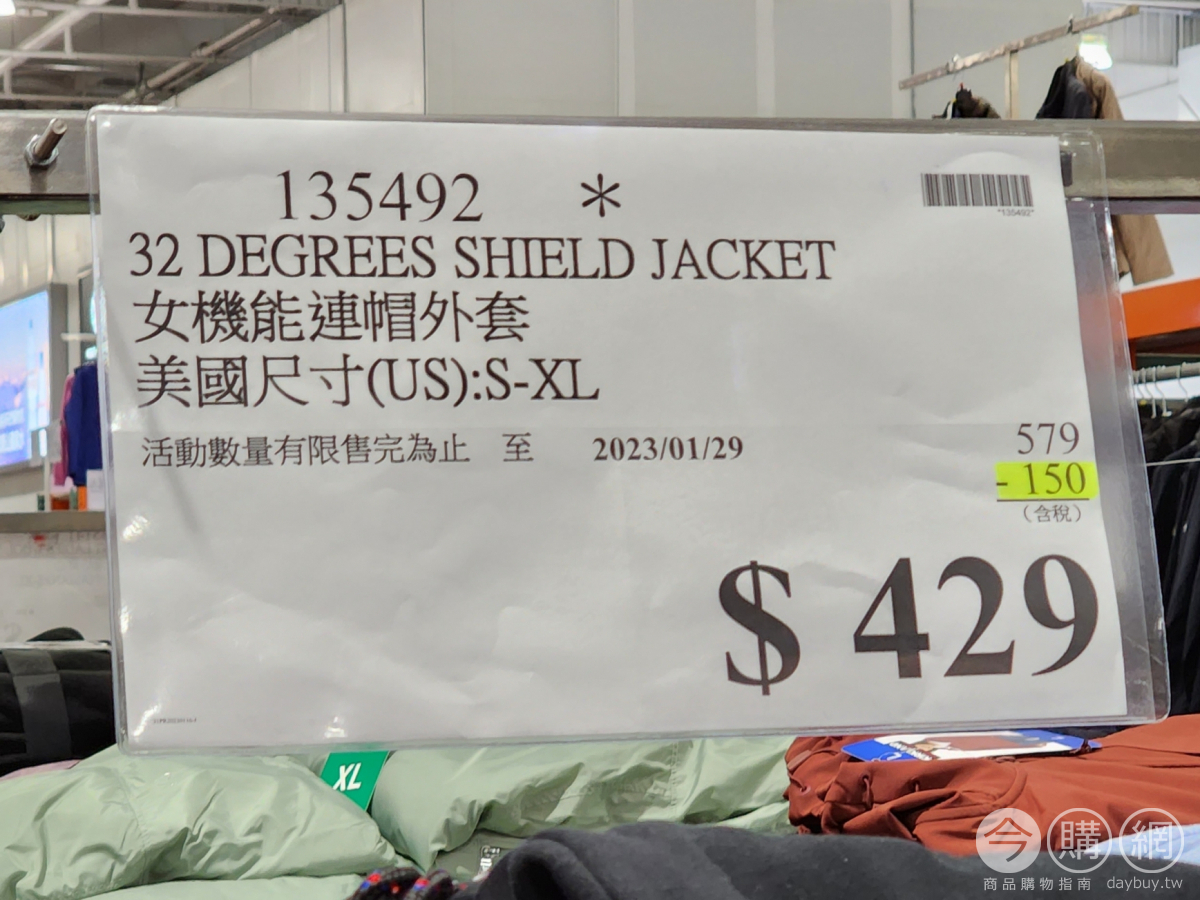 135492 *
"135492"
32 DEGREES SHIELD JACKET
女機能連帽外套
美國尺寸(US):S-XL
活動數量有限售完為止 至 2023/01/29
579
- 150
(含稅)
$ 429
XL
今購網
商品購物指南 daybuy.tw